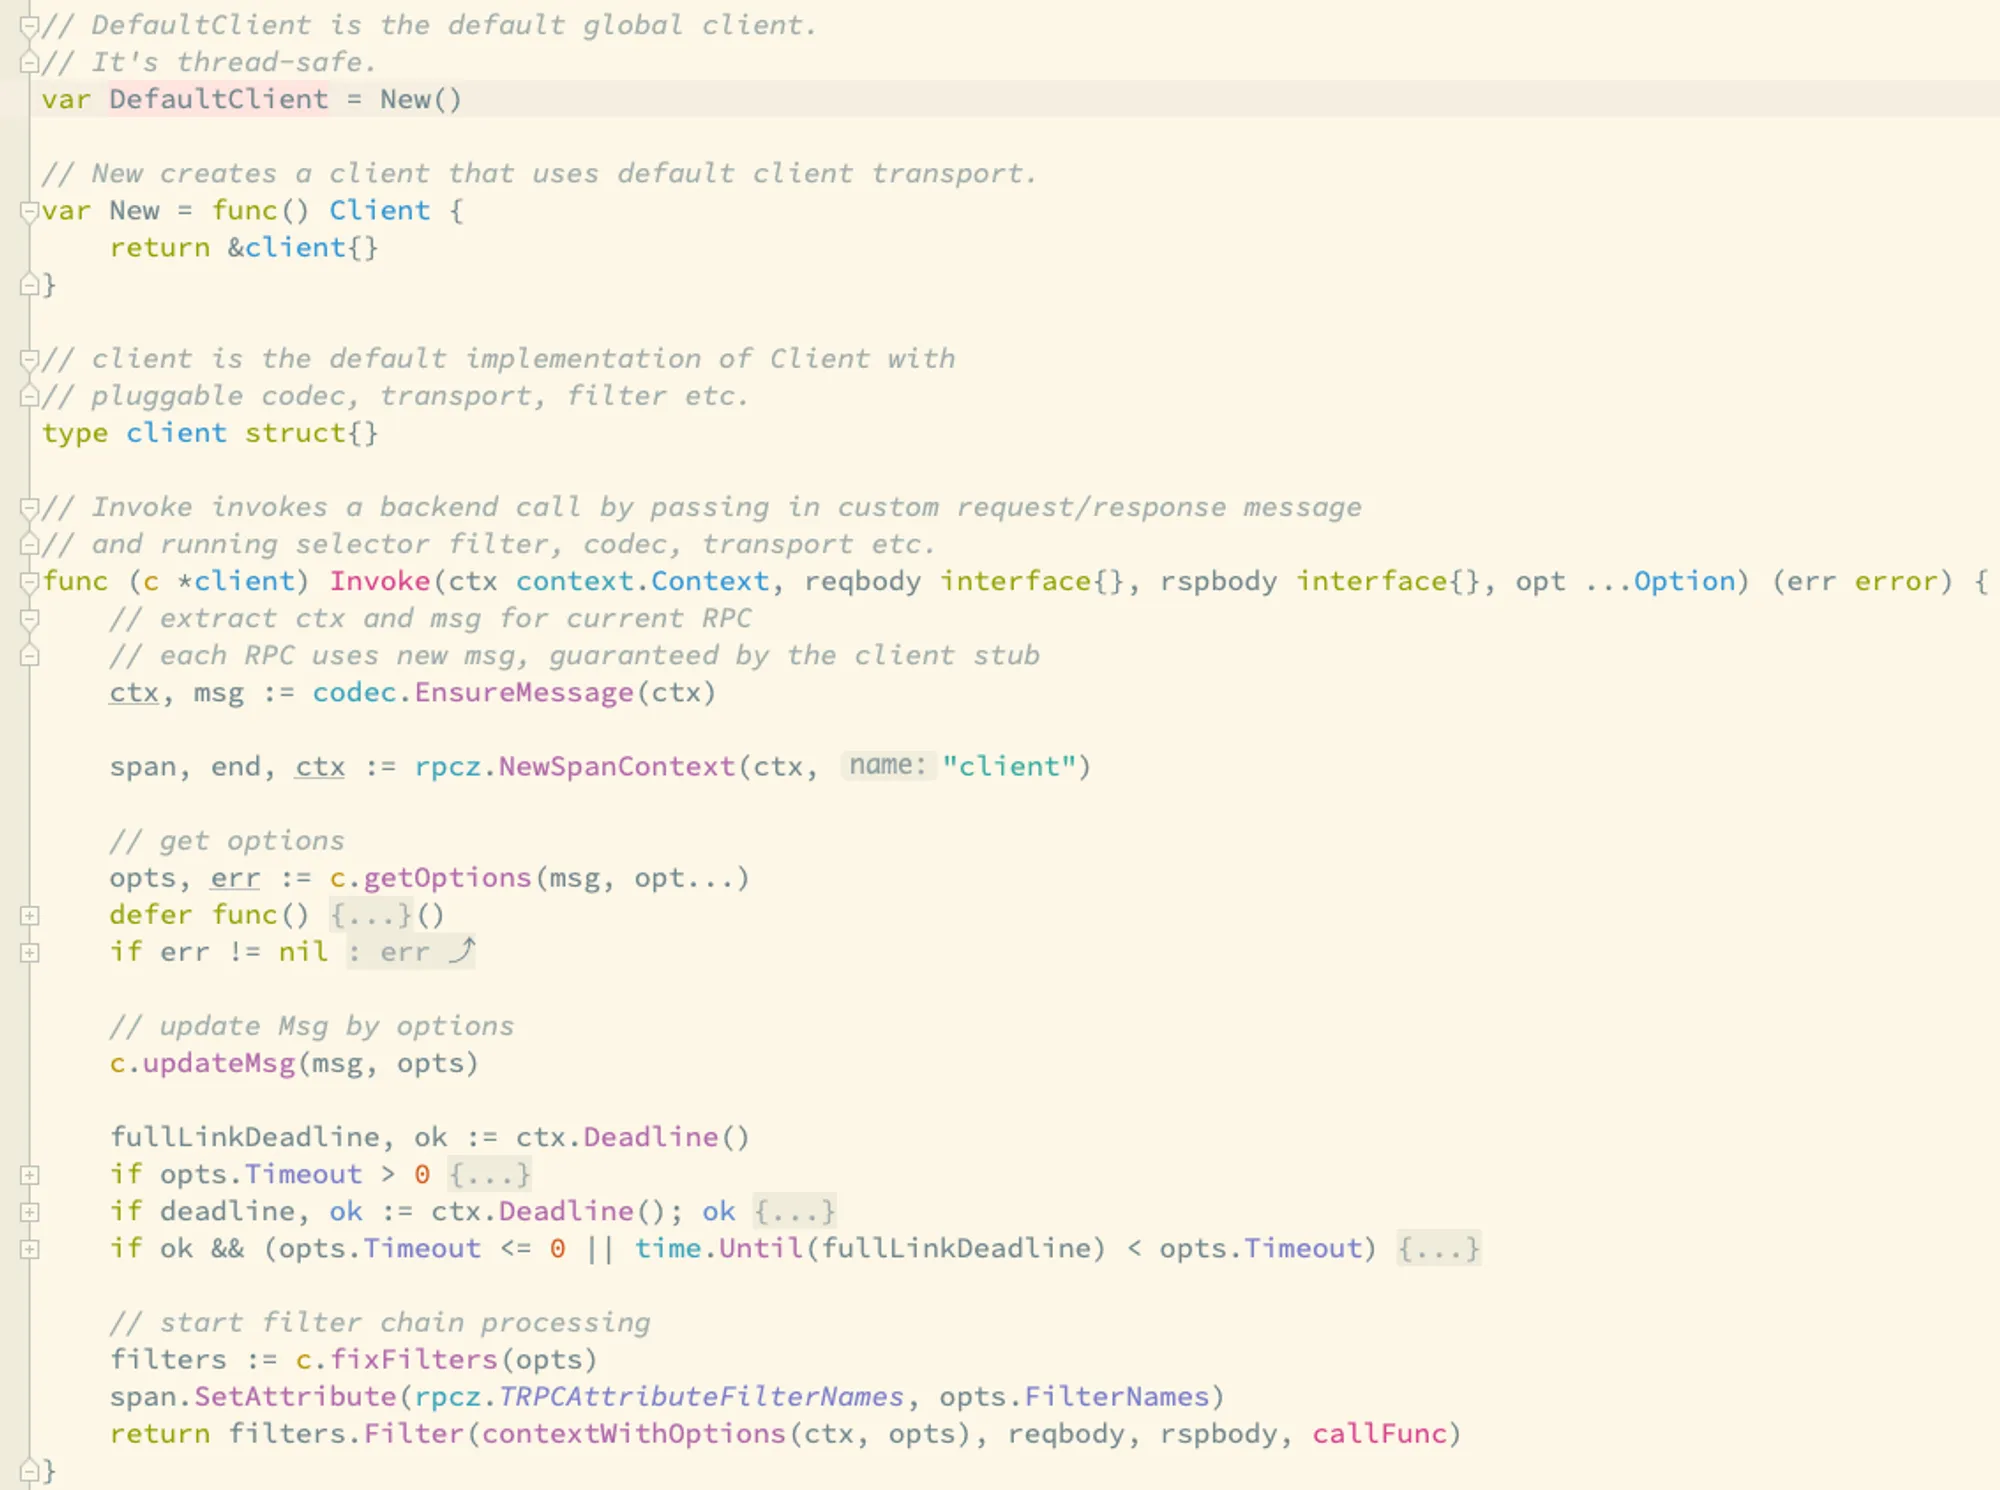 // DefaultClient is the default global client.
// It's thread-safe.
var DefaultClient = New()
// New creates a client that uses default client transport.
var New = func() Client {
return &client{}
}
// client is the default implementation of Client with
// pluggable codec, transport, filter etc.
type client struct{}
// Invoke invokes a backend call by passing in custom request/response message
// and running selector filter, codec, transport etc.
func (c *client) Invoke(ctx context.Context, reqbody interface{}, rspbody interface{}, opt ...Option) (err error) {
// extract ctx and msg for current RPC
// each RPC uses new msg, guaranteed by the client stub
ctx, msg := codec.EnsureMessage(ctx)
span, end, ctx := rpcz.NewSpanContext(ctx, name: "client")
// get options
opts, err := c.getOptions(msg, opt...)
defer func() {...}()
if err != nil : err ⤴
// update Msg by options
c.updateMsg(msg, opts)
fullLinkDeadline, ok := ctx.Deadline()
if opts.Timeout > 0 {...}
if deadline, ok := ctx.Deadline(); ok {...}
if ok && (opts.Timeout <= 0 || time.Until(fullLinkDeadline) < opts.Timeout) {...}
// start filter chain processing
filters := c.fixFilters(opts)
span.SetAttribute(rpcz.TRPCAttributeFilterNames, opts.FilterNames)
return filters.Filter(contextWithOptions(ctx, opts), reqbody, rspbody, callFunc)
}